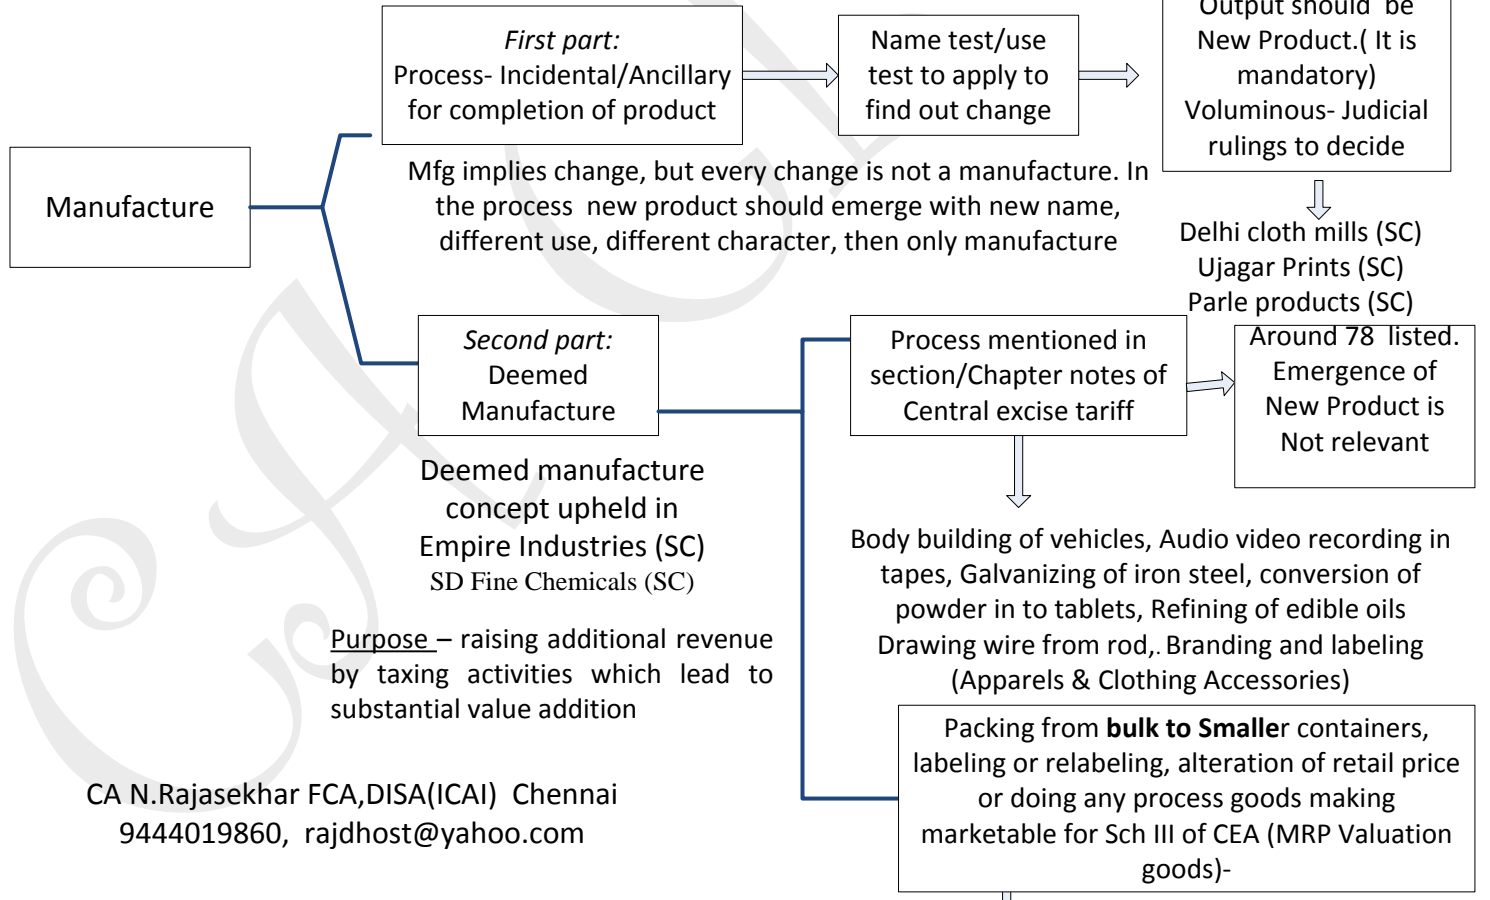 Manufacture
First part:
Process- Incidental/Ancillary
for completion of product
Name test/use
test to apply to
find out change
Output should be
New Product.( It is
mandatory)
Voluminous- Judicial
rulings to decide
Mfg implies change, but every change is not a manufacture. In
the process new product should emerge with new name,
different use, different character, then only manufacture
Delhi cloth mills (SC)
Ujagar Prints (SC)
Parle products (SC)
Second part:
Deemed
Manufacture
Process mentioned in
section/Chapter notes of
Central excise tariff
Around 78 listed.
Emergence of
New Product is
Not relevant
Deemed manufacture
concept upheld in
Empire Industries (SC)
SD Fine Chemicals (SC)
Purpose – raising additional revenue
by taxing activities which lead to
substantial value addition
Body building of vehicles, Audio video recording in
tapes, Galvanizing of iron steel, conversion of
powder in to tablets, Refining of edible oils
Drawing wire from rod,. Branding and labeling
(Apparels & Clothing Accessories)
Packing from bulk to Smaller containers,
labeling or relabeling, alteration of retail price
or doing any process goods making
marketable for Sch III of CEA (MRP Valuation
goods)-
CA N.Rajasekhar FCA,DISA(ICAI) Chennai
9444019860, rajdhost@yahoo.com